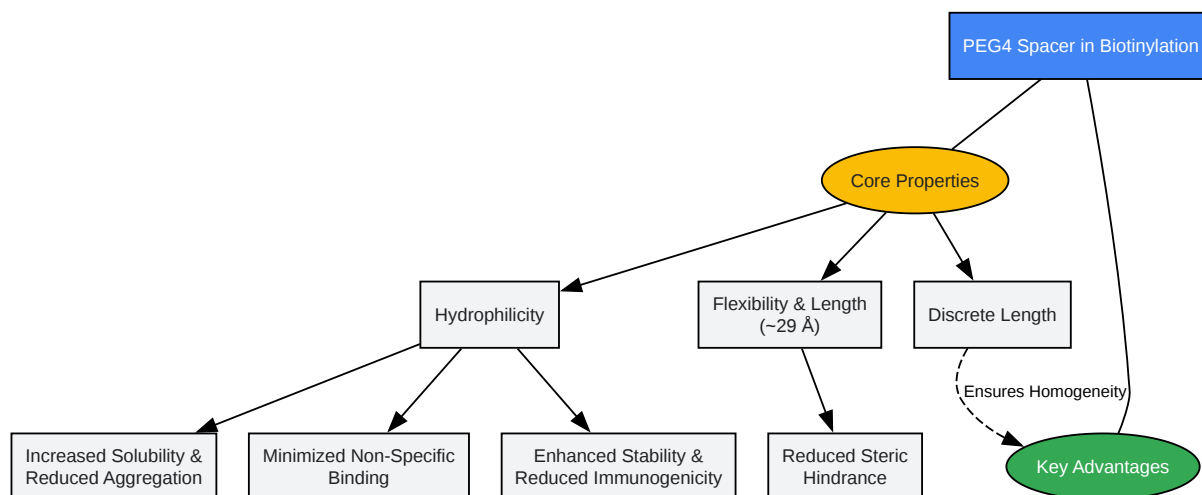 PEG4 Spacer in Biotinylation
Core Properties
Hydrophilicity
Flexibility & Length
(~29 Å)
Discrete Length
Ensures Homogeneity
Increased Solubility &
Reduced Aggregation
Minimized Non-Specific
Binding
Enhanced Stability &
Reduced Immunogenicity
Reduced Steric
Hindrance
Key Advantages